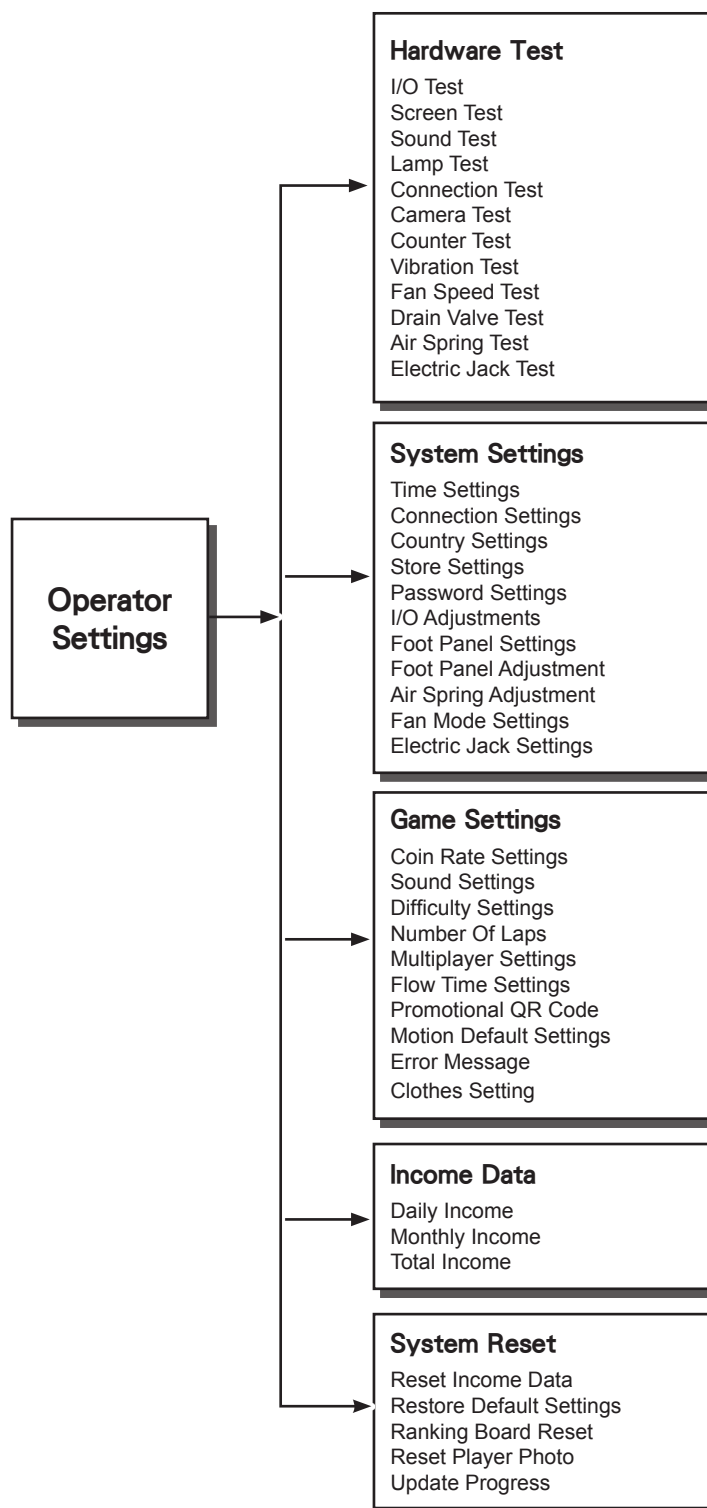 Operator
Settings
Hardware Test
I/O Test
Screen Test
Sound Test
Lamp Test
Connection Test
Camera Test
Counter Test
Vibration Test
Fan Speed Test
Drain Valve Test
Air Spring Test
Electric Jack Test
System Settings
Time Settings
Connection Settings
Country Settings
Store Settings
Password Settings
I/O Adjustments
Foot Panel Settings
Foot Panel Adjustment
Air Spring Adjustment
Fan Mode Settings
Electric Jack Settings
Game Settings
Coin Rate Settings
Sound Settings
Difficulty Settings
Number Of Laps
Multiplayer Settings
Flow Time Settings
Promotional QR Code
Motion Default Settings
Error Message
Clothes Setting
Income Data
Daily Income
Monthly Income
Total Income
System Reset
Reset Income Data
Restore Default Settings
Ranking Board Reset
Reset Player Photo
Update Progress